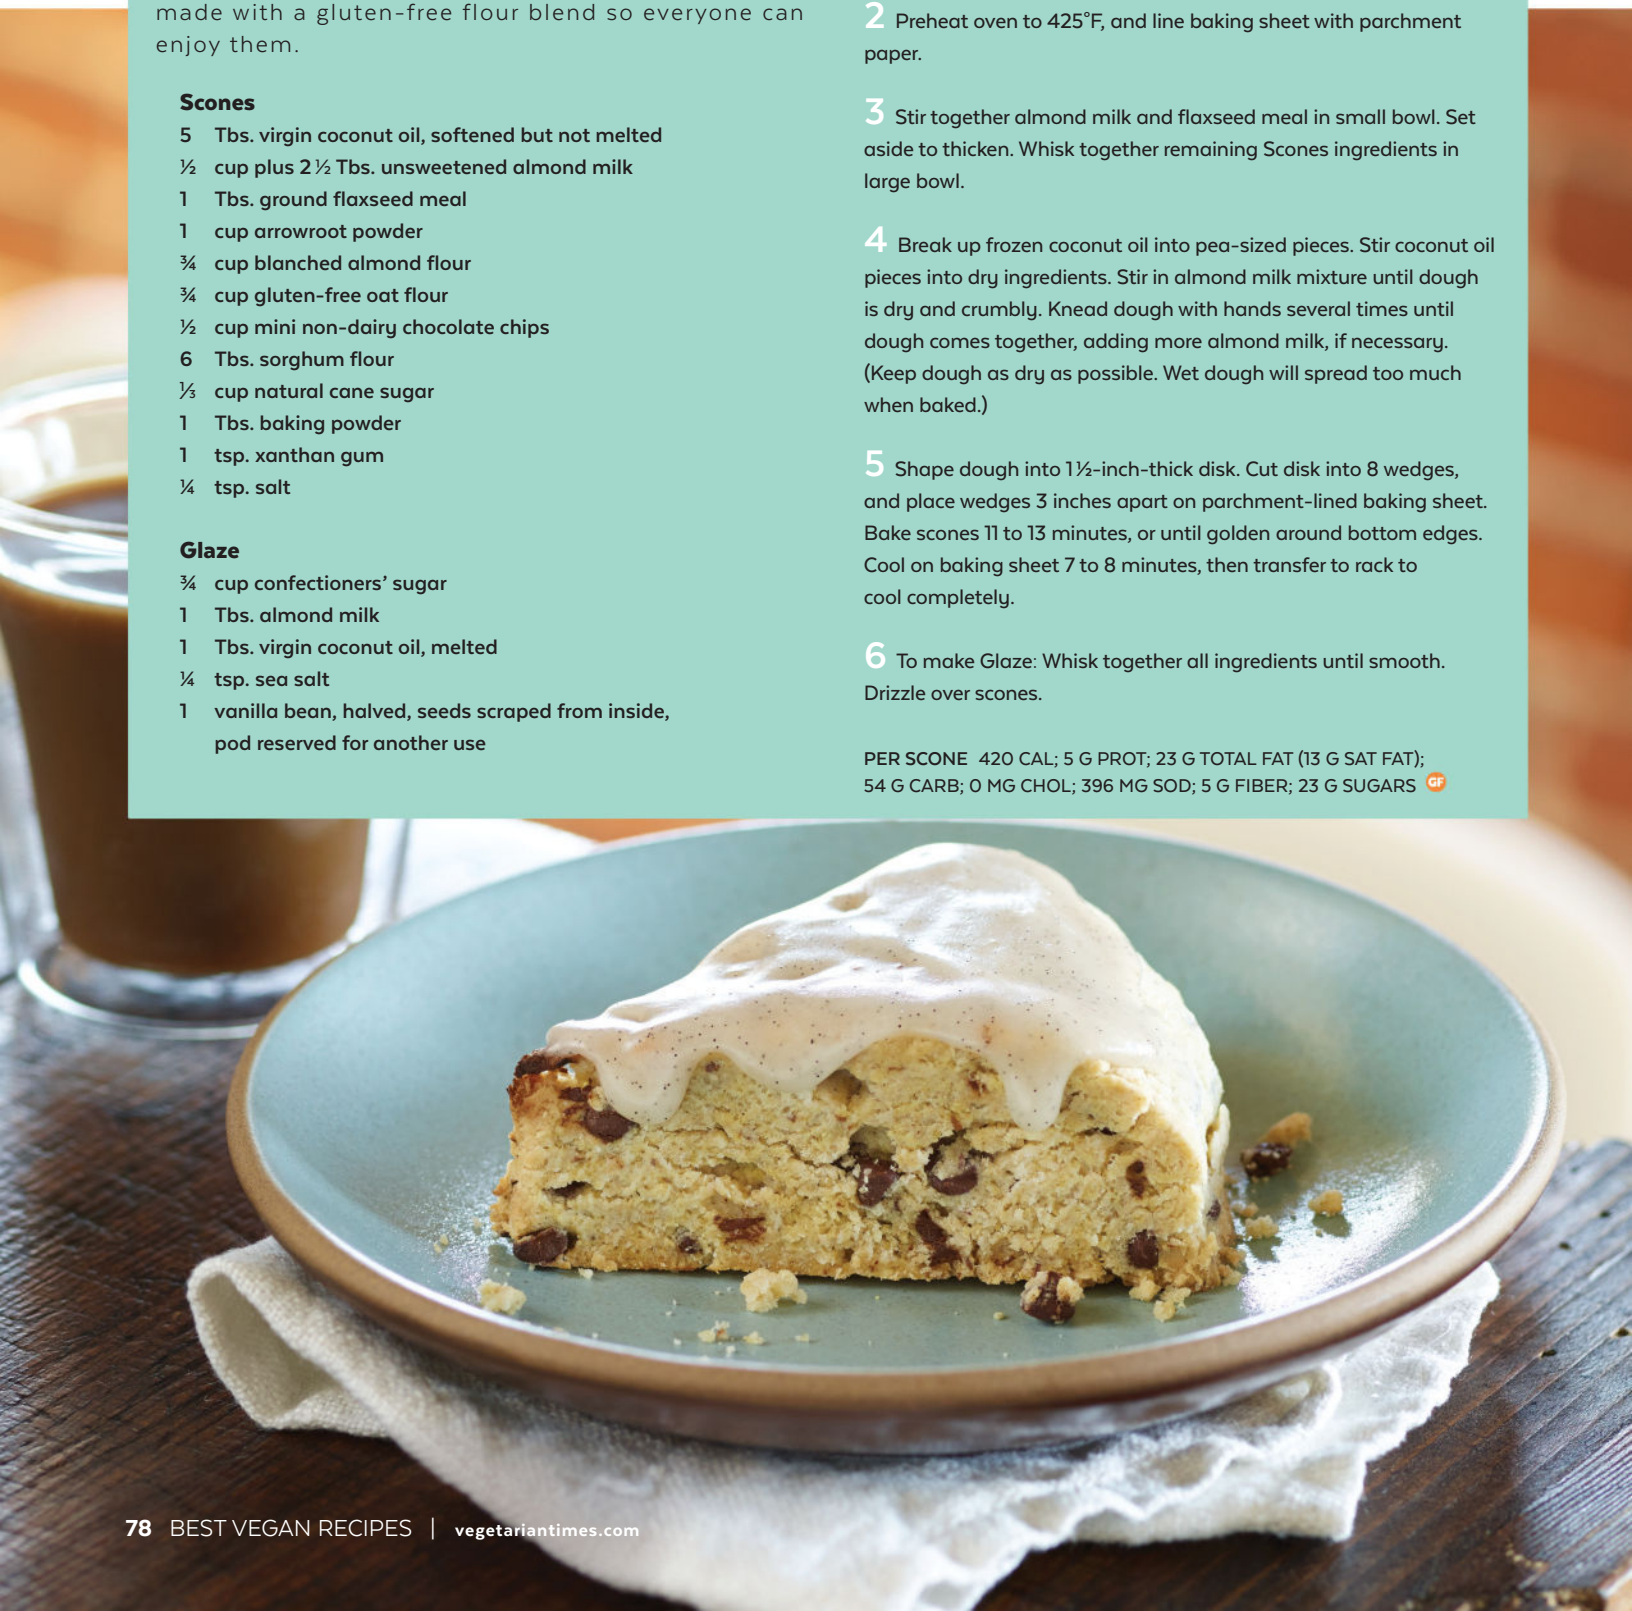 made with a gluten-free flour blend so everyone can
enjoy them.
Scones
5 Tbs. virgin coconut oil, softened but not melted
½ cup plus 2 ½ Tbs. unsweetened almond milk
1 Tbs. ground flaxseed meal
1 cup arrowroot powder
¾ cup blanched almond flour
¾ cup gluten-free oat flour
½ cup mini non-dairy chocolate chips
6 Tbs. sorghum flour
⅓ cup natural cane sugar
1 Tbs. baking powder
1 tsp. xanthan gum
¼ tsp. salt
Glaze
¾ cup confectioners’ sugar
1 Tbs. almond milk
1 Tbs. virgin coconut oil, melted
¼ tsp. sea salt
1 vanilla bean, halved, seeds scraped from inside,
pod reserved for another use
2 Preheat oven to 425°F, and line baking sheet with parchment
paper.
3 Stir together almond milk and flaxseed meal in small bowl. Set
aside to thicken. Whisk together remaining Scones ingredients in
large bowl.
4 Break up frozen coconut oil into pea-sized pieces. Stir coconut oil
pieces into dry ingredients. Stir in almond milk mixture until dough
is dry and crumbly. Knead dough with hands several times until
dough comes together, adding more almond milk, if necessary.
(Keep dough as dry as possible. Wet dough will spread too much
when baked.)
5 Shape dough into 1 ½-inch-thick disk. Cut disk into 8 wedges,
and place wedges 3 inches apart on parchment-lined baking sheet.
Bake scones 11 to 13 minutes, or until golden around bottom edges.
Cool on baking sheet 7 to 8 minutes, then transfer to rack to
cool completely.
6 To make Glaze: Whisk together all ingredients until smooth.
Drizzle over scones.
PER SCONE 420 CAL; 5 G PROT; 23 G TOTAL FAT (13 G SAT FAT);
54 G CARB; 0 MG CHOL; 396 MG SOD; 5 G FIBER; 23 G SUGARS GF
78 BEST VEGAN RECIPES | vegetariantimes.com